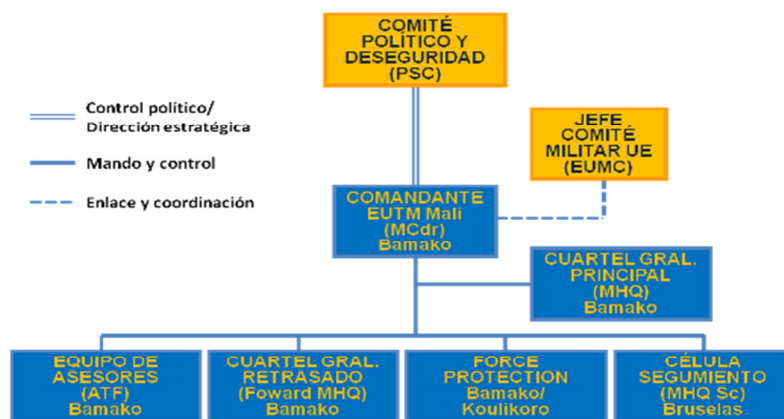 COMITÉ
POLÍTICO Y
DESEGURIDAD
(PSC)
Control político/
Dirección estratégica
Mando y control
Enlace y coordinación
JEFE
COMITÉ
MILITAR UE
(EUMC)
COMANDANTE
EUTM Mali
(MCdr)
Bamako
CUARTEL GRAL.
PRINCIPAL
(MHQ)
Bamako
EQUIPO DE
ASESORES
(ATF)
Bamako
CUARTEL GRAL.
RETRASADO
(Foward MHQ)
Bamako
FORCE
PROTECTION
Bamako/
Koulikoro
CÉLULA
SEGUMIENTO
(MHQ Sc)
Bruselas